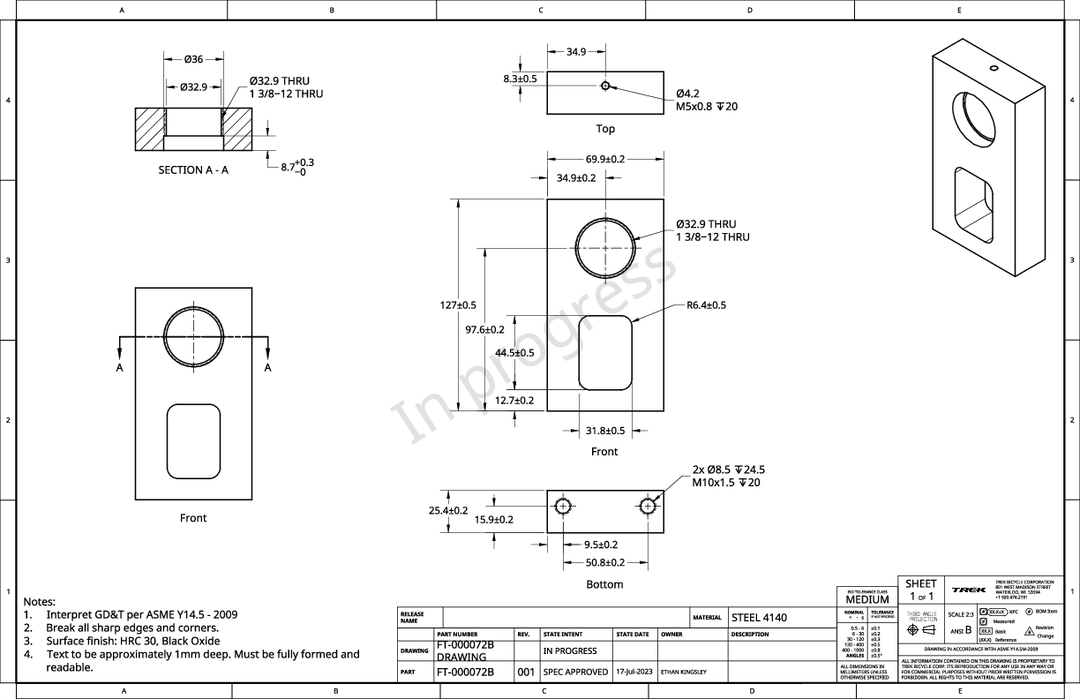 A B C D E
4
3
2
1
Ø36
Ø32.9
Ø32.9 THRU
1 3/8–12 THRU
8.7+0.3
−0
SECTION A - A
34.9
8.3±0.5
Ø4.2
M5x0.8 ↧20
Top
69.9±0.2
34.9±0.2
Ø32.9 THRU
1 3/8–12 THRU
127±0.5
97.6±0.2
R6.4±0.5
44.5±0.5
12.7±0.2
31.8±0.5
Front
In progress
A A
Front
2x Ø8.5 ↧24.5
M10x1.5 ↧20
25.4±0.2
15.9±0.2
9.5±0.2
50.8±0.2
Bottom
4
3
2
1
Notes:
1. Interpret GD&T per ASME Y14.5 - 2009
2. Break all sharp edges and corners.
3. Surface finish: HRC 30, Black Oxide
4. Text to be approximately 1mm deep. Must be fully formed and
readable.
RELEASE
NAME
MATERIAL STEEL 4140
PART NUMBER REV. STATE INTENT STATE DATE OWNER DESCRIPTION
DRAWING FT-000072B
DRAWING IN PROGRESS
PART FT-000072B 001 SPEC APPROVED 17-Jul-2023 ETHAN KINGSLEY
ISO TOLERANCE CLASS
MEDIUM
NOMINAL TOLERANCE
0.5 - 6 ±0.1
6 - 30 ±0.2
30 - 120 ±0.3
120 - 400 ±0.5
400 - 1000 ±0.8
ANGLES ±0.5°
ALL DIMENSIONS IN
MILLIMETERS UNLESS
OTHERWISE SPECIFIED
SHEET
1 OF 1
TREK
TREK BICYCLE CORPORATION
801 WEST MADISON STREET
WATERLOO, WI 53594
+1 920.478.2191
THIRD ANGLE
PROJECTION
SCALE 2:3
ANSI B
XX.X KPC
BOM Item
Measured
XX.X Basic
(XX.X) Reference
Revision
Change
DRAWING IN ACCORDANCE WITH ASME Y14.5M-2009
ALL INFORMATION CONTAINED ON THIS DRAWING IS PROPRIETARY TO
TREK BICYCLE CORP. ITS REPRODUCTION FOR ANY USE IN ANY WAY OR
FOR COMMERCIAL PURPOSES WITHOUT PRIOR WRITTEN PERMISSION IS
FORBIDDEN. ALL RIGHTS TO THIS MATERIAL ARE RESERVED.
A B C D E